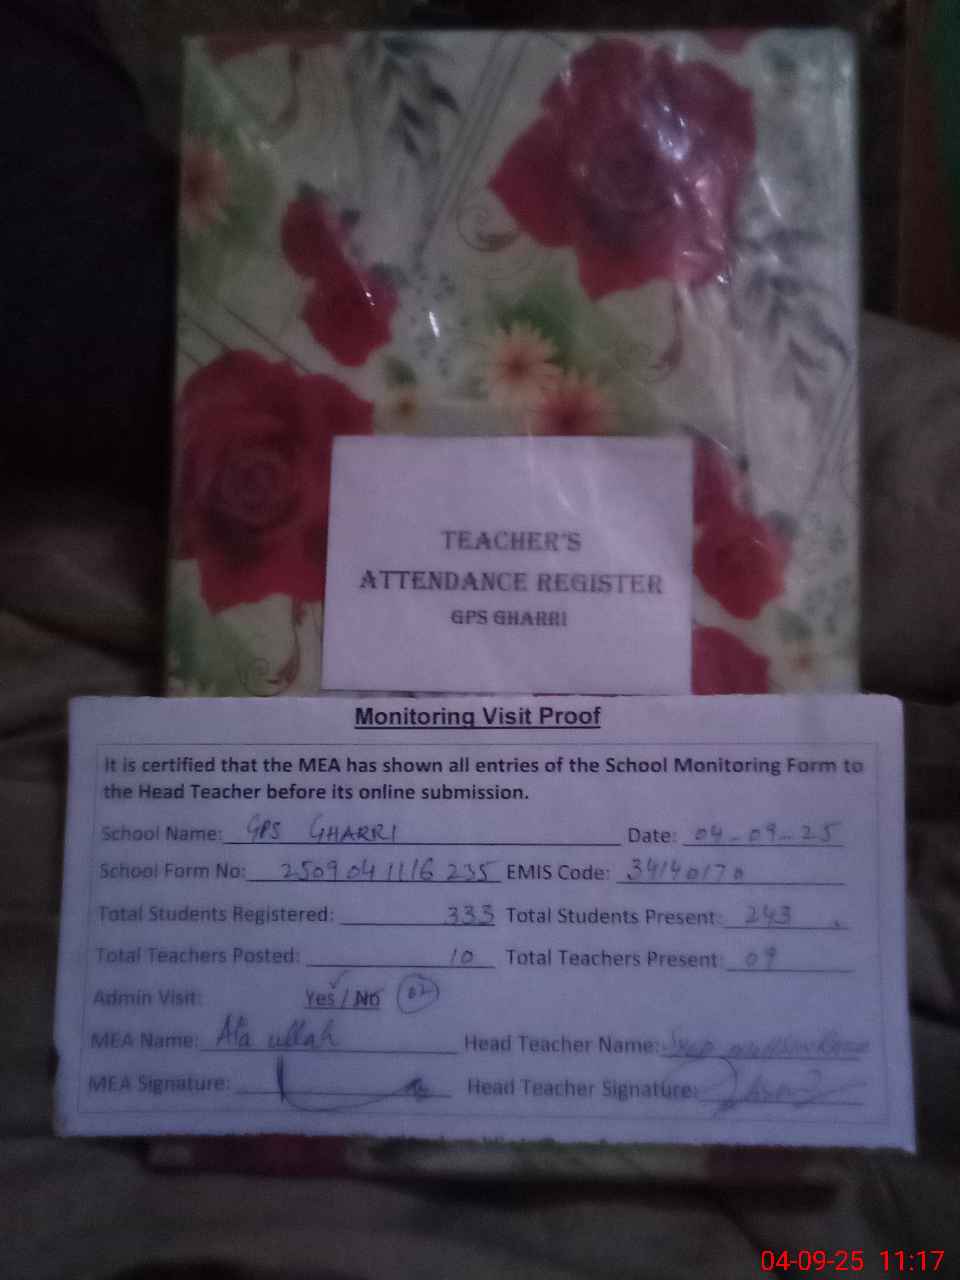 TEACHER'S
ATTENDANCE REGISTER
GPS GHARRI
Monitoring Visit Proof
It is certified that the MEA has shown all entries of the School Monitoring Form to
the Head Teacher before its online submission.
School Name: GPS GHARRI Date: 04-09-25
School Form No: 2509041116235 EMIS Code: 34140170
Total Students Registered: 333 Total Students Present: 243
Total Teachers Posted: 10 Total Teachers Present: 09
Admin Visit: Yes / No 02
MEA Name: Ata ullah Head Teacher Name:
MEA Signature: Head Teacher Signature:
04-09-25 11:17